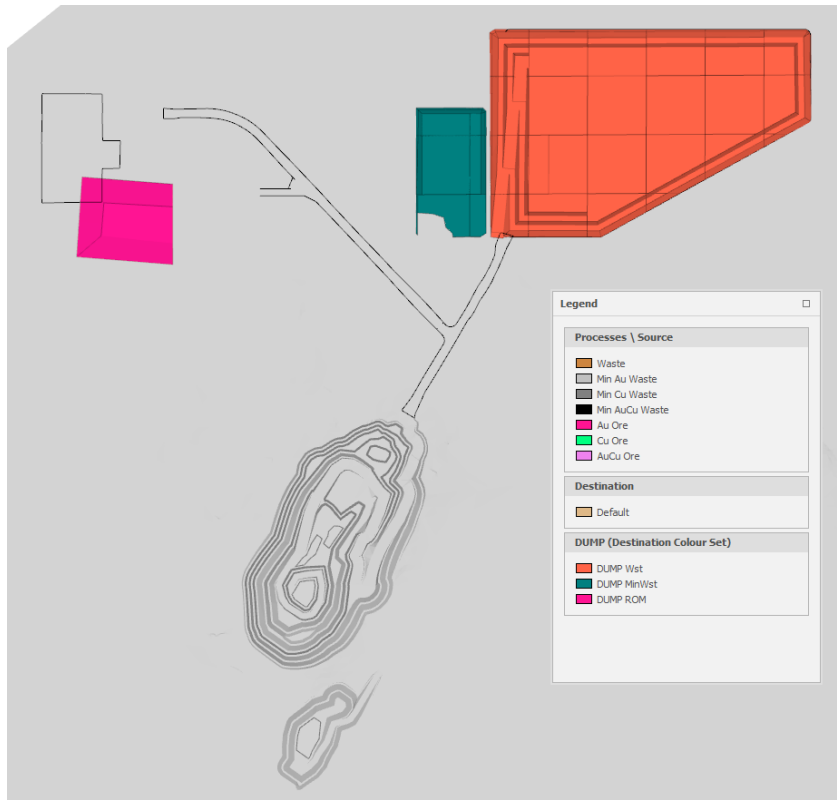 Legend
Processes \ Source
Waste
Min Au Waste
Min Cu Waste
Min AuCu Waste
Au Ore
Cu Ore
AuCu Ore
Destination
Default
DUMP (Destination Colour Set)
DUMP Wst
DUMP MinWst
DUMP ROM